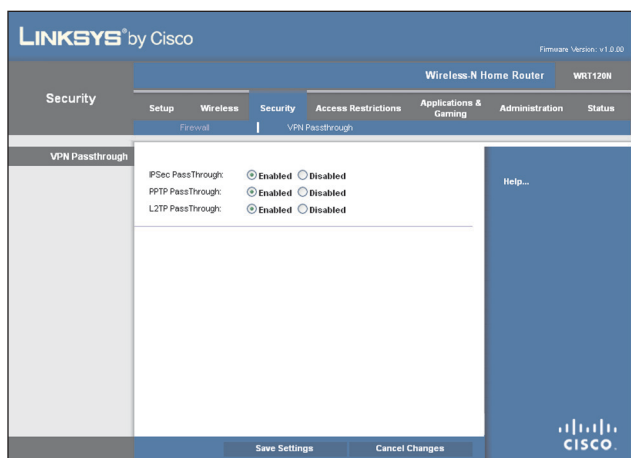 LINKSYS® by Cisco
Firmware Version: v1.0.00
Wireless-N Home Router WRT120N
Security
Setup Wireless Security Access Restrictions Applications & Gaming Administration Status
Firewall VPN Passthrough
VPN Passthrough
IPSec PassThrough: Enabled Disabled
PPTP PassThrough: Enabled Disabled
L2TP PassThrough: Enabled Disabled
Help...
Save Settings Cancel Changes
CISCO.